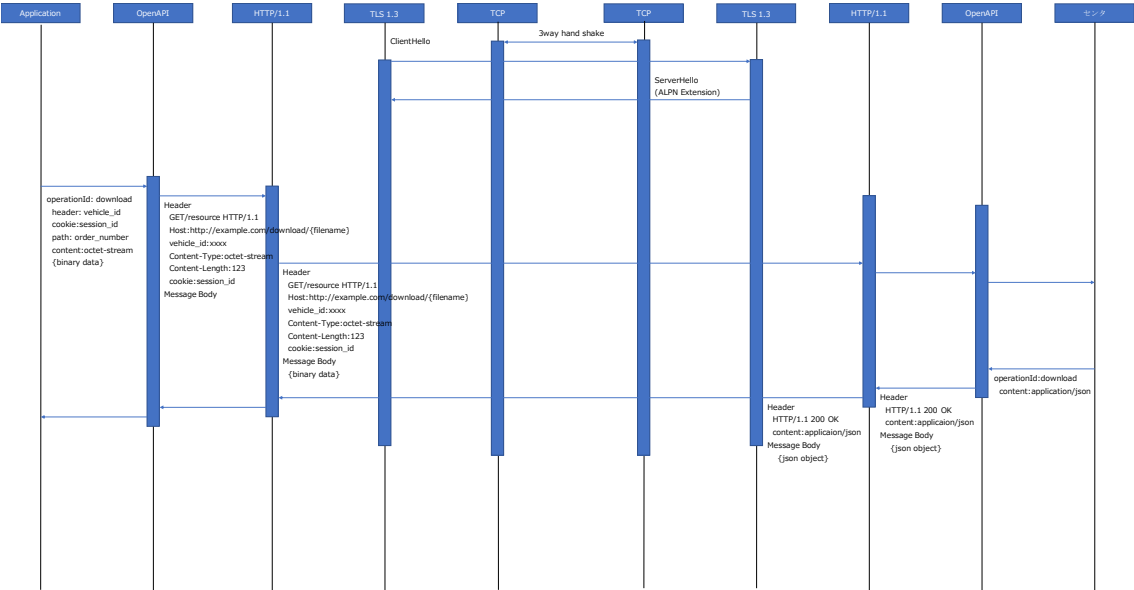 Application
OpenAPI
HTTP/1.1
TLS 1.3
TCP
TCP
TLS 1.3
HTTP/1.1
OpenAPI
センタ
3way hand shake
ClientHello
ServerHello
(ALPN Extension)
operationId: download
header: vehicle_id
cookie:session_id
path: order_number
content:octet-stream
{binary data}
Header
GET/resource HTTP/1.1
Host:http://example.com/download/{filename}
vehicle_id:xxxx
Content-Type:octet-stream
Content-Length:123
cookie:session_id
Message Body
Header
GET/resource HTTP/1.1
Host:http://example.com/download/{filename}
vehicle_id:xxxx
Content-Type:octet-stream
Content-Length:123
cookie:session_id
Message Body
{binary data}
operationId:download
content:application/json
Header
HTTP/1.1 200 OK
content:applicaion/json
Message Body
{json object}
Header
HTTP/1.1 200 OK
content:applicaion/json
Message Body
{json object}